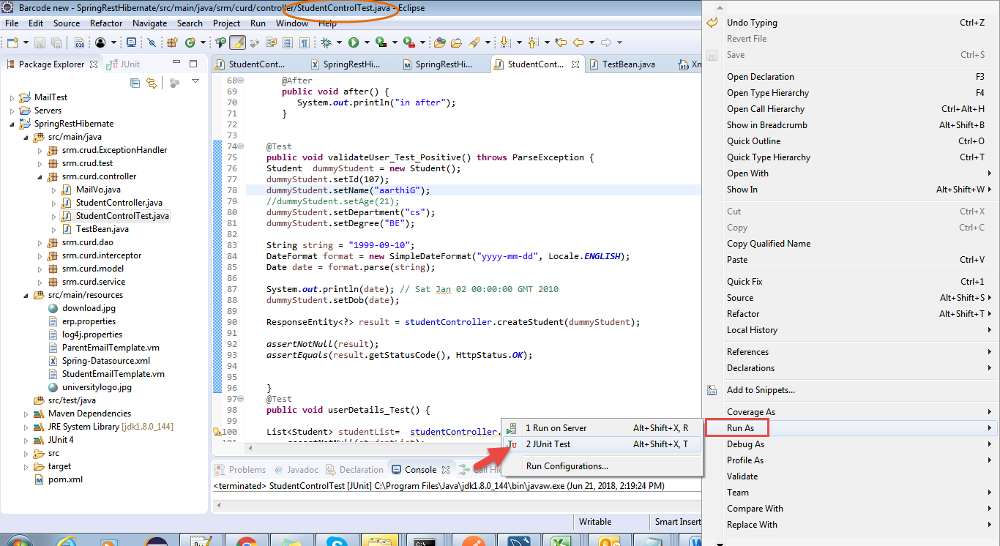 Barcode new - SpringRestHibernate/src/main/java/srm/curd/controller/StudentControlTest.java - Eclipse
File Edit Source Refactor Navigate Search Project Run Window Help
Package Explorer JUnit
MailTest
Servers
SpringRestHibernate
src/main/java
srm.crud.ExceptionHandler
srm.crud.test
srm.curd.controller
MailVo.java
StudentController.java
StudentControlTest.java
TestBean.java
srm.curd.dao
srm.curd.interceptor
srm.curd.model
srm.curd.service
src/main/resources
download.jpg
erp.properties
log4j.properties
ParentEmailTemplate.vm
Spring-Datasource.xml
StudentEmailTemplate.vm
universitylogo.jpg
src/test/java
Maven Dependencies
JRE System Library [jdk1.8.0_144]
JUnit 4
src
target
pom.xml
StudentCont... SpringRestHi... SpringRestHi... StudentCont... TestBean.java Xn
68 @After
69 public void after() {
70 System.out.println("in after");
71 }
72
73
74 @Test
75 public void validateUser_Test_Positive() throws ParseException {
76 Student dummyStudent = new Student();
77 dummyStudent.setId(107);
78 dummyStudent.setName("aarthiG");
79 //dummyStudent.setAge(21);
80 dummyStudent.setDepartment("cs");
81 dummyStudent.setDegree("BE");
82
83 String string = "1999-09-10";
84 DateFormat format = new SimpleDateFormat("yyyy-mm-dd", Locale.ENGLISH);
85 Date date = format.parse(string);
86
87 System.out.println(date); // Sat Jan 02 00:00:00 GMT 2010
88 dummyStudent.setDob(date);
89
90 ResponseEntity<?> result = studentController.createStudent(dummyStudent);
91
92 assertNotNull(result);
93 assertEquals(result.getStatusCode(), HttpStatus.OK);
94
95
96 }
97 @Test
98 public void userDetails_Test() {
99
100 List<Student> studentList= studentController.
Problems Javadoc Declaration Console Call Hie
<terminated> StudentControlTest [JUnit] C:\Program Files\Java\jdk1.8.0_144\bin\javaw.exe (Jun 21, 2018, 2:19:24 PM)
Writable Smart Insert
1 Run on Server Alt+Shift+X, R
2 JUnit Test Alt+Shift+X, T
Run Configurations...
Undo Typing Ctrl+Z
Revert File
Save Ctrl+S
Open Declaration F3
Open Type Hierarchy F4
Open Call Hierarchy Ctrl+Alt+H
Show in Breadcrumb Alt+Shift+B
Quick Outline Ctrl+O
Quick Type Hierarchy Ctrl+T
Open With
Show In Alt+Shift+W
Cut Ctrl+X
Copy Ctrl+C
Copy Qualified Name
Paste Ctrl+V
Quick Fix Ctrl+1
Source Alt+Shift+S
Refactor Alt+Shift+T
Local History
References
Declarations
Add to Snippets...
Coverage As
Run As
Debug As
Profile As
Validate
Team
Compare With
Replace With